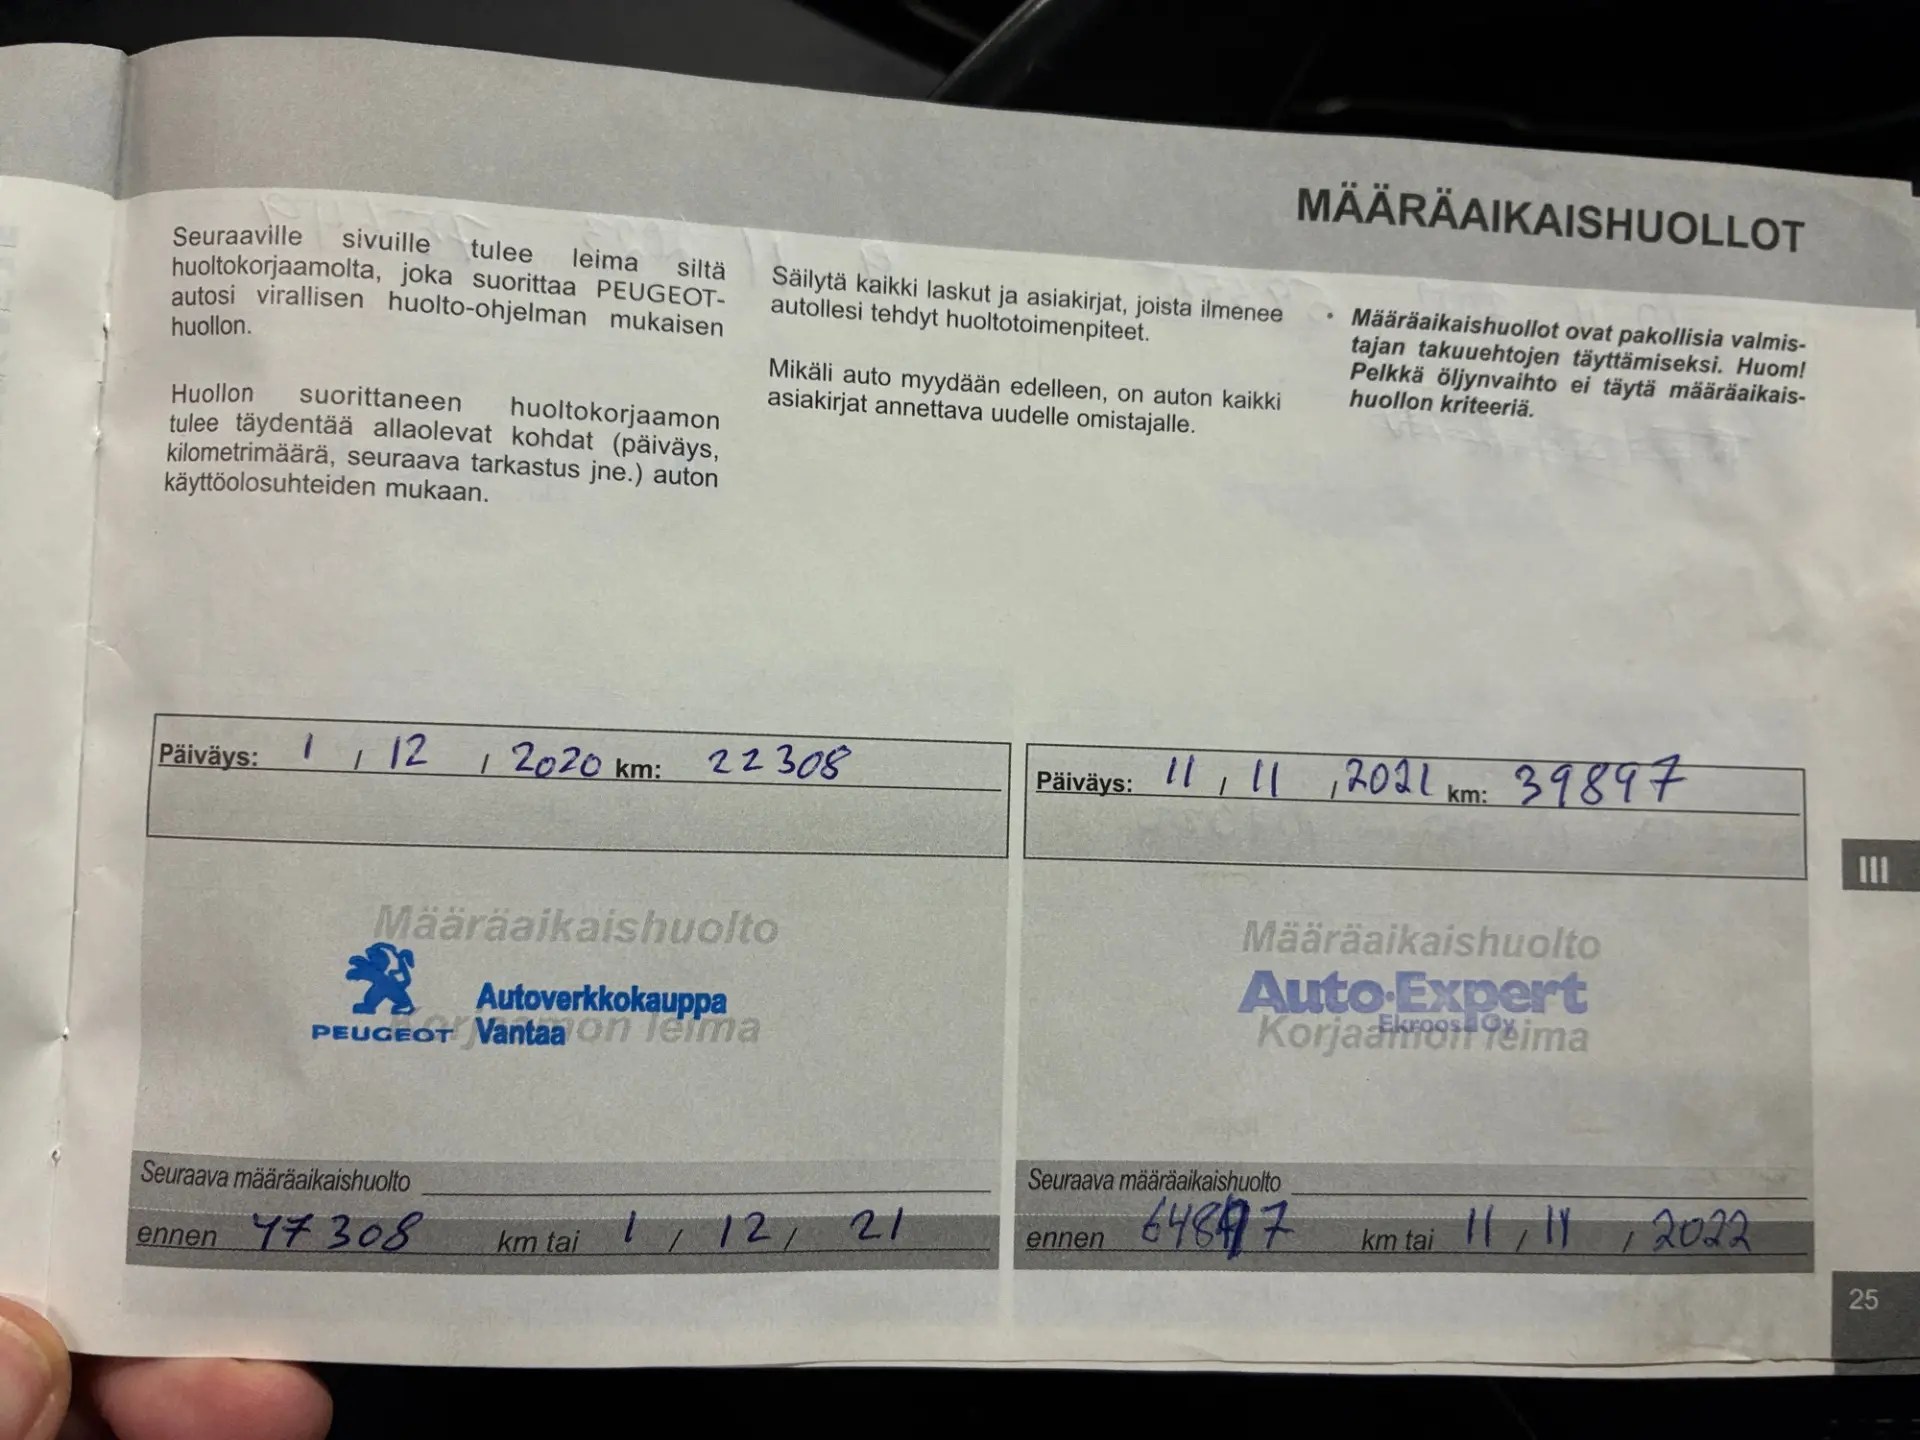 MÄÄRÄAIKAISHUOLLOT
Seuraaville sivuille tulee leima siltä
huoltokorjaamolta, joka suorittaa PEUGEOT-
autosi virallisen huolto-ohjelman mukaisen
huollon.
Huollon suorittaneen huoltokorjaamon
tulee täydentää allaolevat kohdat (päiväys,
kilometrimäärä, seuraava tarkastus jne.) auton
käyttöolosuhteiden mukaan.
Säilytä kaikki laskut ja asiakirjat, joista ilmenee
autollesi tehdyt huoltotoimenpiteet.
Mikäli auto myydään edelleen, on auton kaikki
asiakirjat annettava uudelle omistajalle.
• Määräaikaishuollot ovat pakollisia valmis-
tajan takuuehtojen täyttämiseksi. Huom!
Pelkkä öljynvaihto ei täytä määräaikais-
huollon kriteeriä.
Päiväys: 1 / 12 / 2020 km: 22308
Määräaikaishuolto
Korjaamon leima
PEUGEOT
Autoverkkokauppa
Vantaa
Seuraava määräaikaishuolto
ennen 47308 km tai 1 / 12 / 21
Päiväys: 11 / 11 / 2021 km: 39897
Määräaikaishuolto
Auto-Expert
Ekroos Oy
Korjaamon leima
Seuraava määräaikaishuolto
ennen 64897 km tai 11 / 11 / 2022
III
25